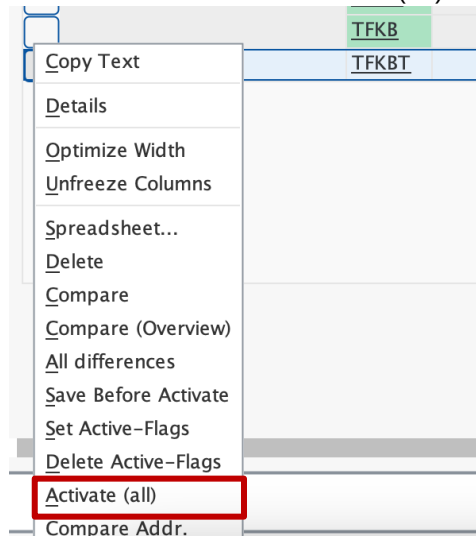 TFKB
TFKBT
Copy Text
Details
Optimize Width
Unfreeze Columns
Spreadsheet...
Delete
Compare
Compare (Overview)
All differences
Save Before Activate
Set Active-Flags
Delete Active-Flags
Activate (all)
Compare Addr.